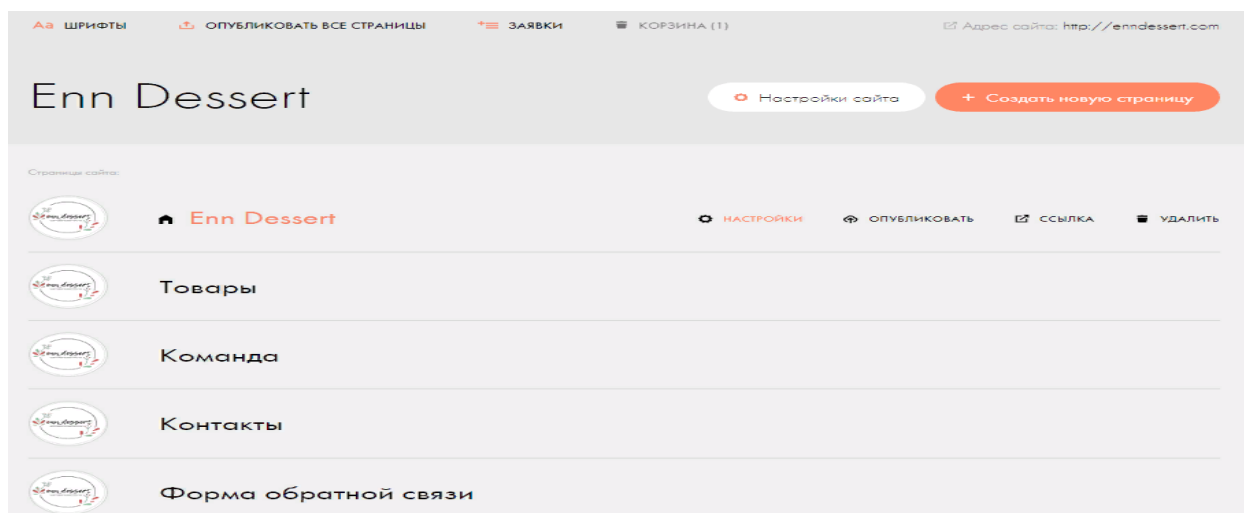 Aa ШРИФТЫ ОПУБЛИКОВАТЬ ВСЕ СТРАНИЦЫ ЗАЯВКИ КОРЗИНА (1) Адрес сайта: http://enndessert.com
Enn Dessert Настройки сайта + Создать новую страницу
Страницы сайта:
Enn Dessert НАСТРОЙКИ ОПУБЛИКОВАТЬ ССЫЛКА УДАЛИТЬ
Товары
Команда
Контакты
Форма обратной связи